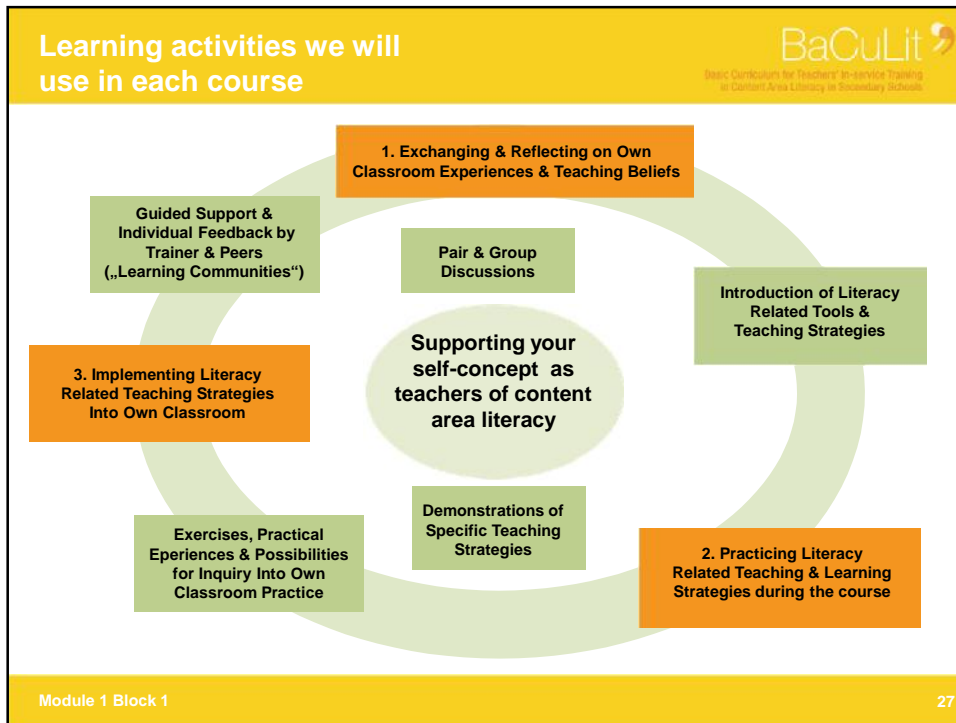 Learning activities we will
use in each course
BaCuLit
Basic Curriculum for Teachers' In-service Training
in Content Area Literacy in Secondary Schools
1. Exchanging & Reflecting on Own
Classroom Experiences & Teaching Beliefs
Guided Support &
Individual Feedback by
Trainer & Peers
(„Learning Communities“)
Pair & Group
Discussions
Introduction of Literacy
Related Tools &
Teaching Strategies
Supporting your
self-concept as
teachers of content
area literacy
3. Implementing Literacy
Related Teaching Strategies
Into Own Classroom
Demonstrations of
Specific Teaching
Strategies
Exercises, Practical
Eperiences & Possibilities
for Inquiry Into Own
Classroom Practice
2. Practicing Literacy
Related Teaching & Learning
Strategies during the course
Module 1 Block 1
27